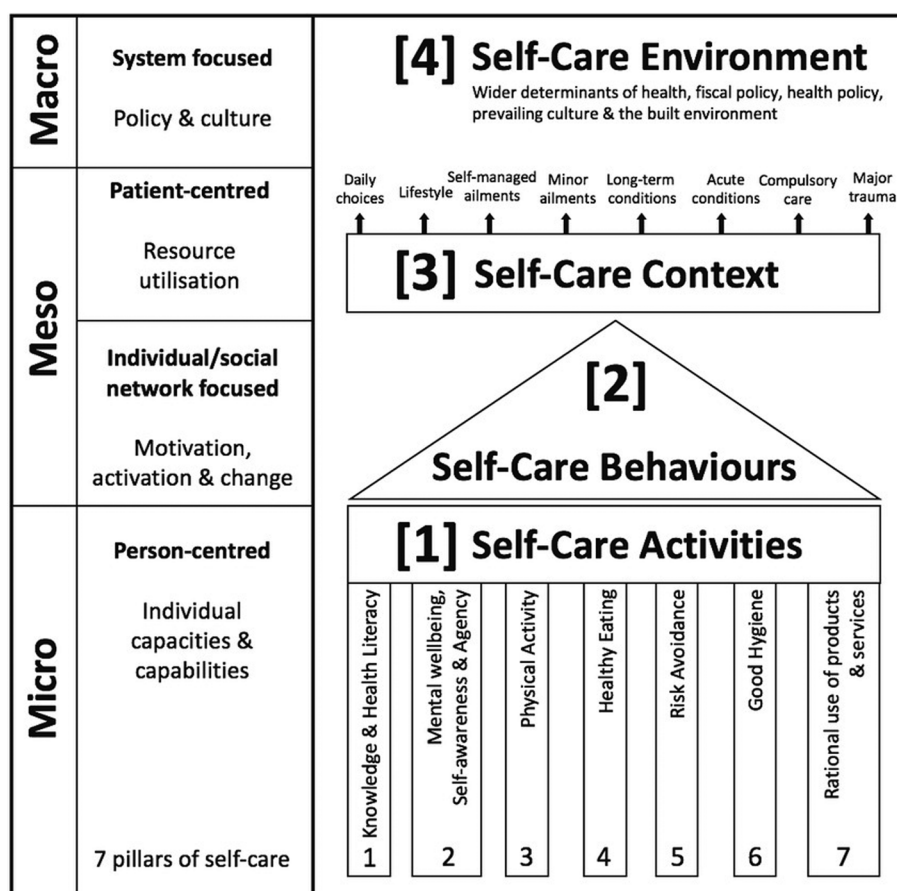 Macro
System focused
Policy & culture
[4] Self-Care Environment
Wider determinants of health, fiscal policy, health policy,
prevailing culture & the built environment
Meso
Patient-centred
Resource
utilisation
Daily
choices
Lifestyle
Self-managed
ailments
Minor
ailments
Long-term
conditions
Acute
conditions
Compulsory
care
Major
trauma
[3] Self-Care Context
Individual/social
network focused
Motivation,
activation & change
[2]
Self-Care Behaviours
Micro
Person-centred
Individual
capacities &
capabilities
7 pillars of self-care
[1] Self-Care Activities
Knowledge & Health Literacy
1
Mental wellbeing,
Self-awareness & Agency
2
Physical Activity
3
Healthy Eating
4
Risk Avoidance
5
Good Hygiene
6
Rational use of products
& services
7